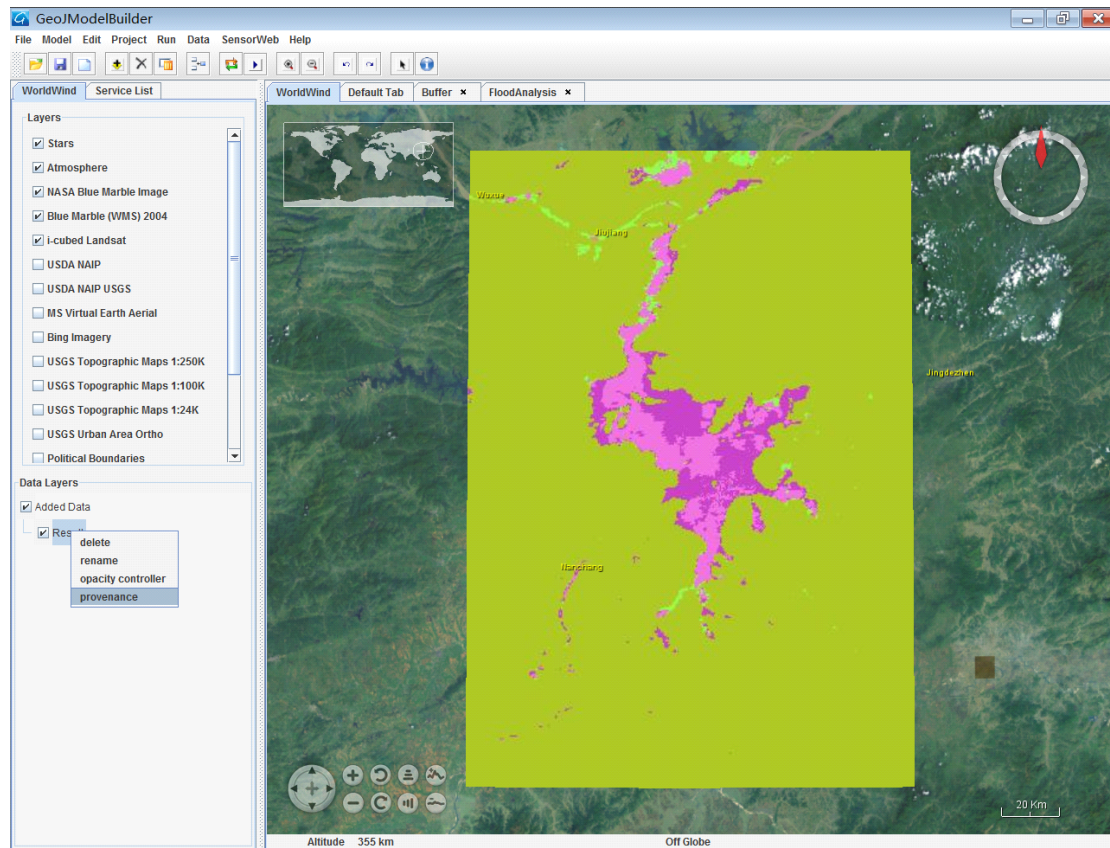 GeoJModelBuilder
File Model Edit Project Run Data SensorWeb Help
WorldWind Service List
Layers
Stars
Atmosphere
NASA Blue Marble Image
Blue Marble (WMS) 2004
i-cubed Landsat
USDA NAIP
USDA NAIP USGS
MS Virtual Earth Aerial
Bing Imagery
USGS Topographic Maps 1:250K
USGS Topographic Maps 1:100K
USGS Topographic Maps 1:24K
USGS Urban Area Ortho
Political Boundaries
Data Layers
Added Data
delete
rename
opacity controller
provenance
WorldWind Default Tab Buffer FloodAnalysis
Wuxue
Jiujiang
Jingdezhen
Nanchang
20 Km
Altitude 355 km Off Globe